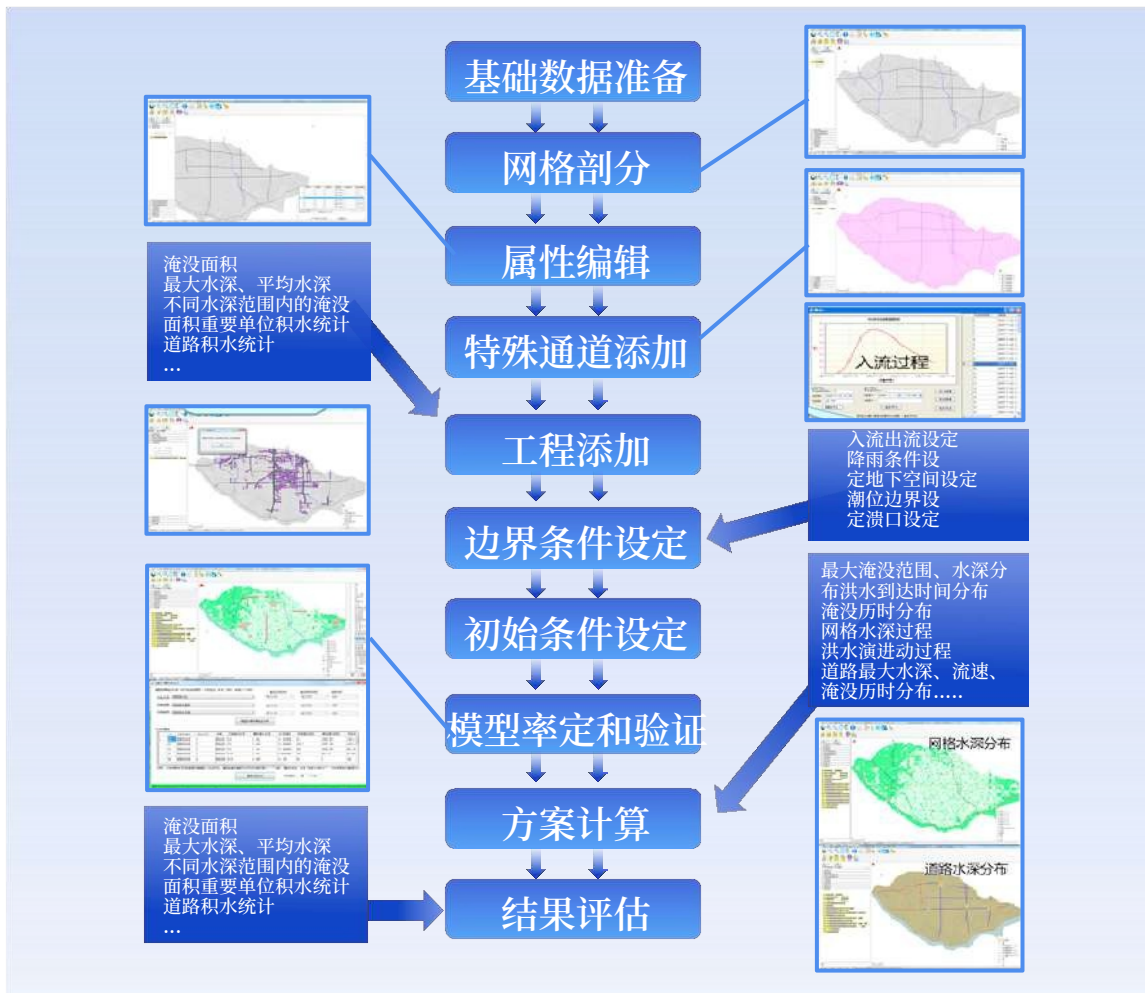 基础数据准备
网格剖分
属性编辑
淹没面积
最大水深、平均水深
不同水深范围内的淹没
面积重要单位积水统计
道路积水统计
...
特殊通道添加
入流过程
工程添加
入流出流设定
降雨条件设
定地下空间设定
潮位边界设
定溃口设定
边界条件设定
最大淹没范围、水深分
布洪水到达时间分布
淹没历时分布
网格水深过程
洪水演进动过程
道路最大水深、流速、
淹没历时分布.....
初始条件设定
模型率定和验证
网格水深分布
方案计算
淹没面积
最大水深、平均水深
不同水深范围内的淹没
面积重要单位积水统计
道路积水统计
...
道路水深分布
结果评估